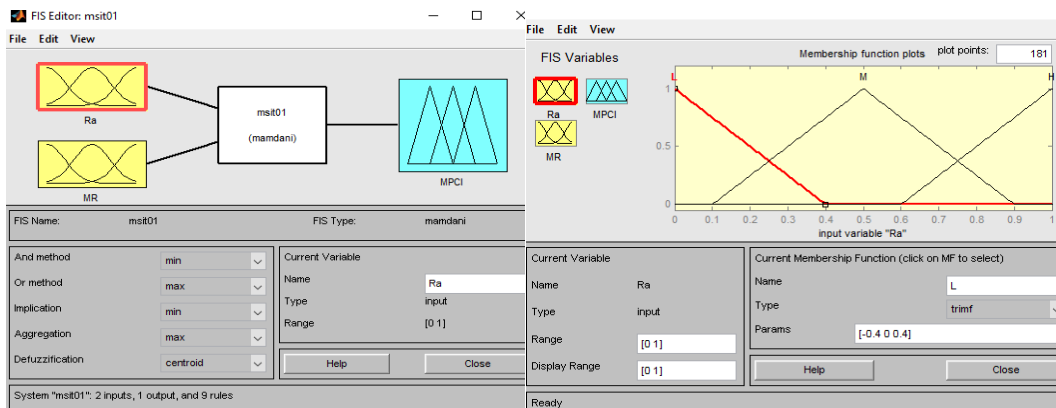 FIS Editor: msit01
File Edit View
Ra
MR
msit01
(mamdani)
MPCI
FIS Name: msit01 FIS Type: mamdani
And method min
Or method max
Implication min
Aggregation max
Defuzzification centroid
Current Variable
Name Ra
Type input
Range [0 1]
Help Close
System "msit01": 2 inputs, 1 output, and 9 rules
File Edit View
FIS Variables
Ra
MPCI
MR
Membership function plots plot points: 181
L M H
1
0.5
0
0 0.1 0.2 0.3 0.4 0.5 0.6 0.7 0.8 0.9 1
input variable "Ra"
Current Variable
Name Ra
Type input
Range [0 1]
Display Range [0 1]
Current Membership Function (click on MF to select)
Name L
Type trimf
Params [-0.4 0 0.4]
Help Close
Ready